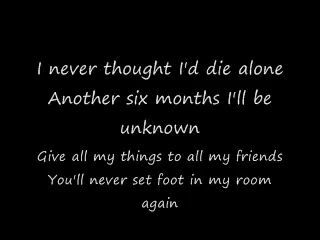 I never thought I'd die alone
Another six months I'll be
unknown
Give all my things to all my friends
You'll never set foot in my room
again